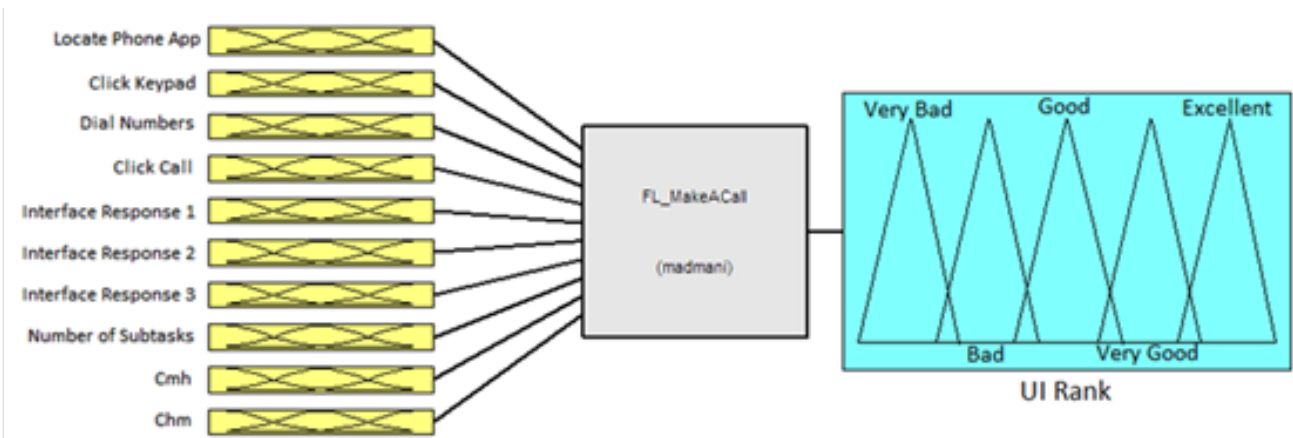 Locate Phone App
Click Keypad
Dial Numbers
Click Call
Interface Response 1
Interface Response 2
Interface Response 3
Number of Subtasks
Cmh
Chm
FL_MakeACall
(madmani)
Very Bad
Good
Excellent
Bad
Very Good
UI Rank